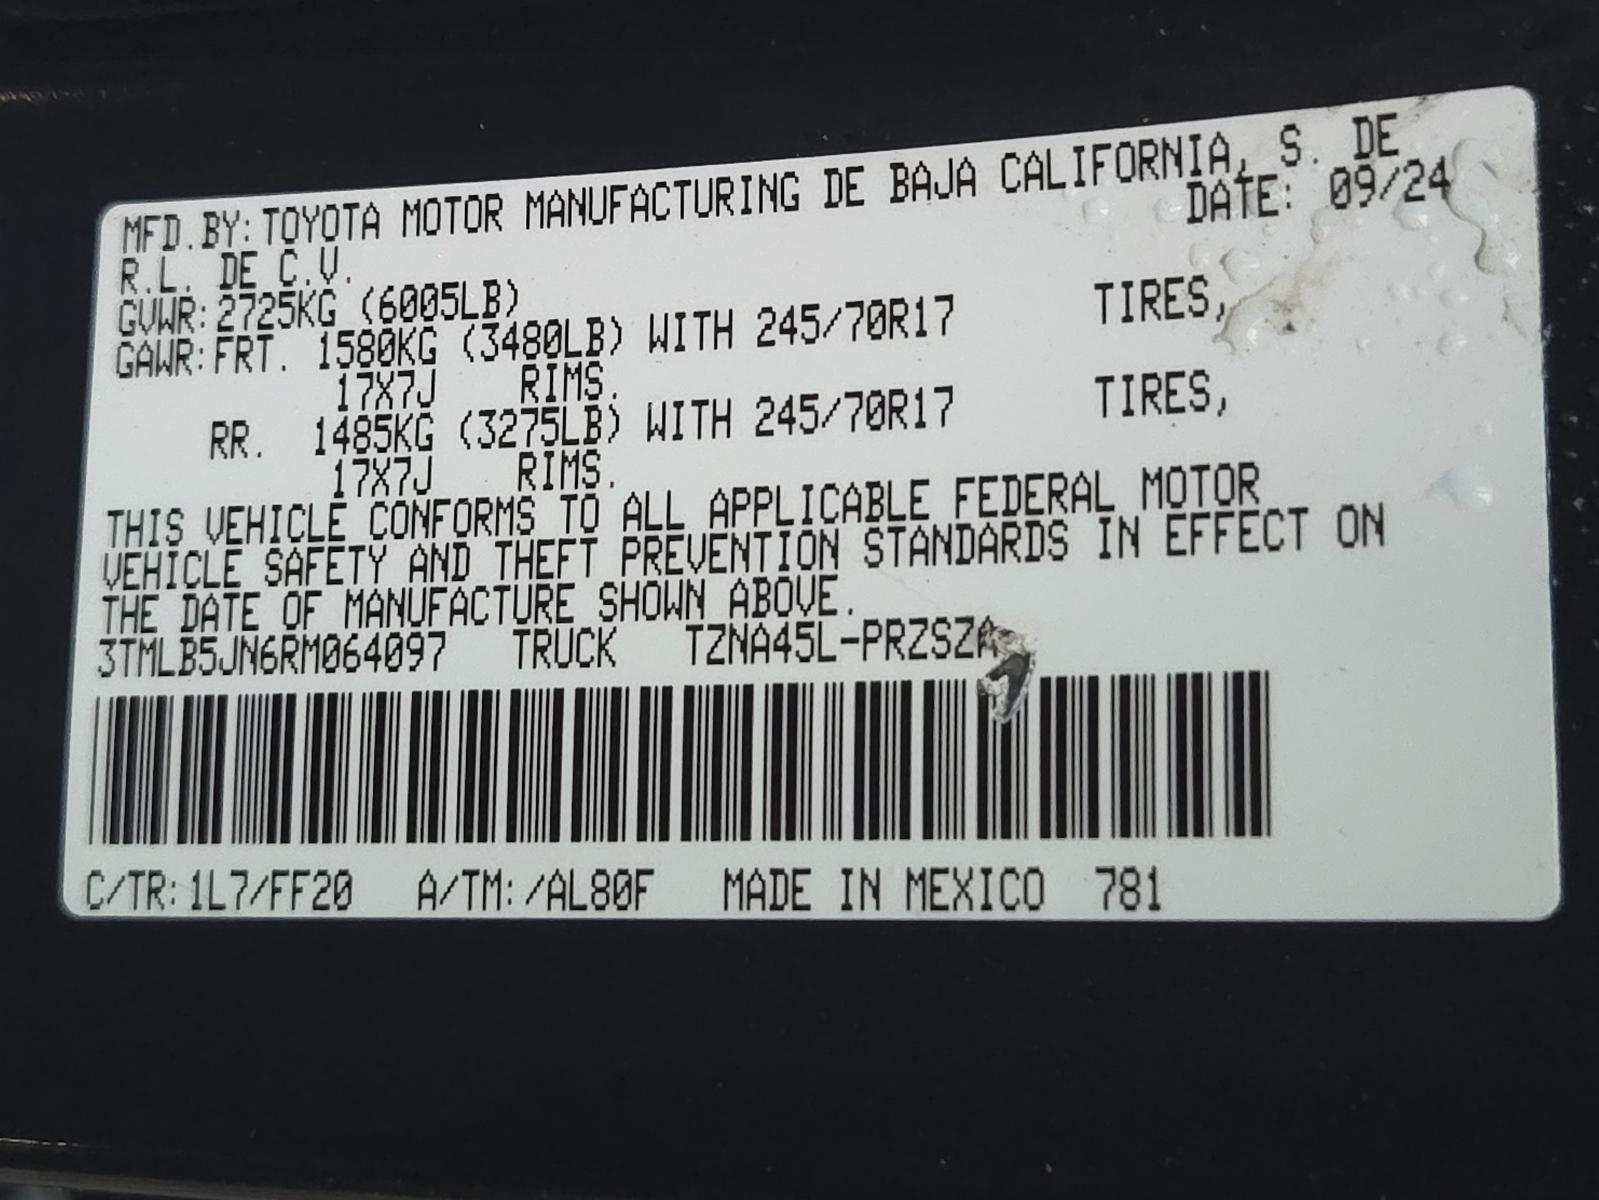 MFD.BY: TOYOTA MOTOR MANUFACTURING DE BAJA CALIFORNIA, S. DE
R.L. DE C.V. DATE: 09/24
GVWR: 2725KG (6005LB)
GAWR: FRT. 1580KG (3480LB) WITH 245/70R17 TIRES,
17X7J RIMS.
RR. 1485KG (3275LB) WITH 245/70R17 TIRES,
17X7J RIMS.
THIS VEHICLE CONFORMS TO ALL APPLICABLE FEDERAL MOTOR
VEHICLE SAFETY AND THEFT PREVENTION STANDARDS IN EFFECT ON
THE DATE OF MANUFACTURE SHOWN ABOVE.
3TMLB5JN6RM064097 TRUCK TZNA45L-PRZSZA
C/TR: 1L7/FF20 A/TM: /AL80F MADE IN MEXICO 781